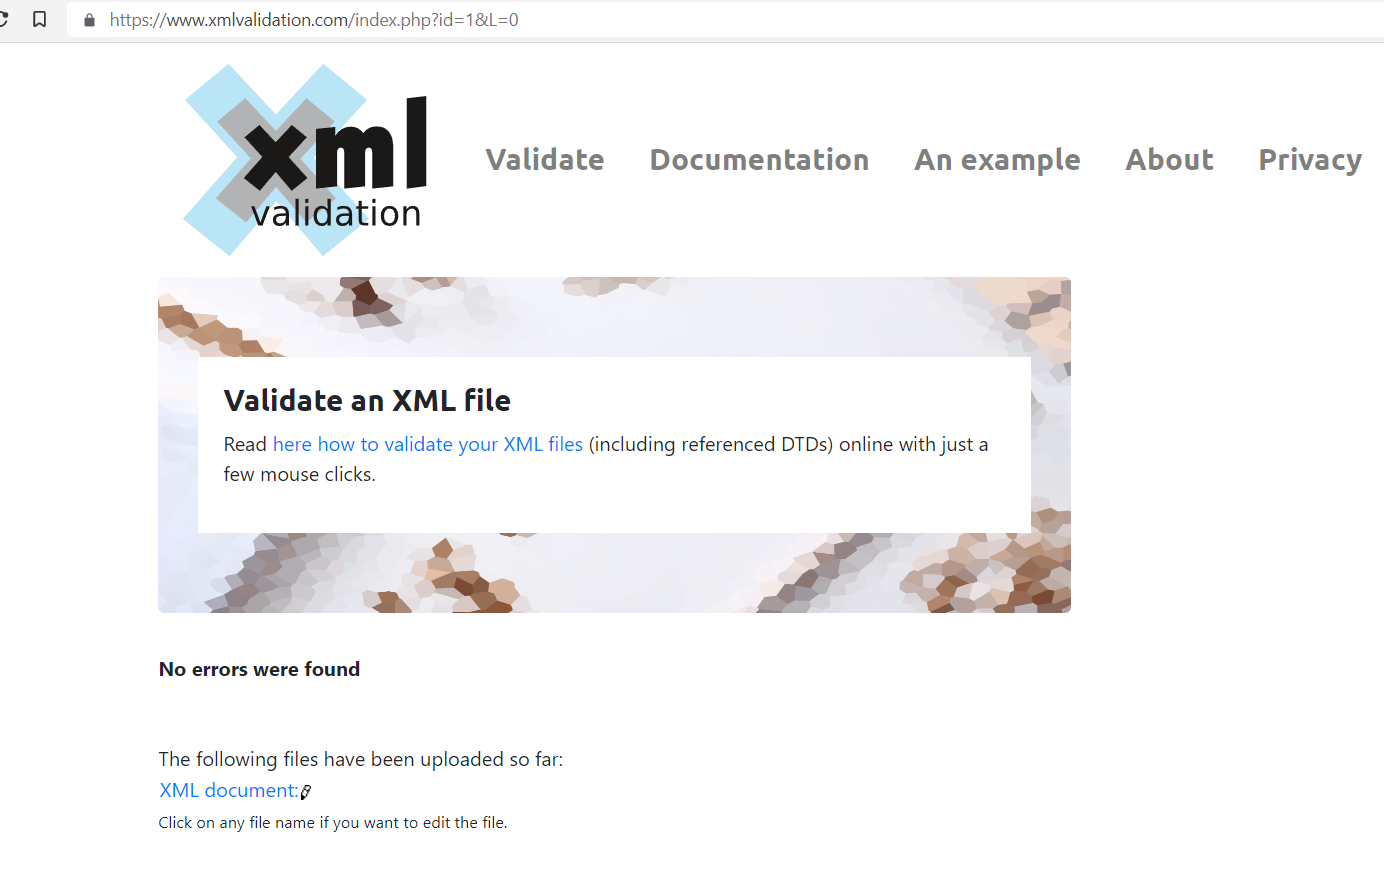 https://www.xmlvalidation.com/index.php?id=1&L=0
xml
validation
Validate Documentation An example About Privacy
Validate an XML file
Read here how to validate your XML files (including referenced DTDs) online with just a
few mouse clicks.
No errors were found
The following files have been uploaded so far:
XML document:
Click on any file name if you want to edit the file.